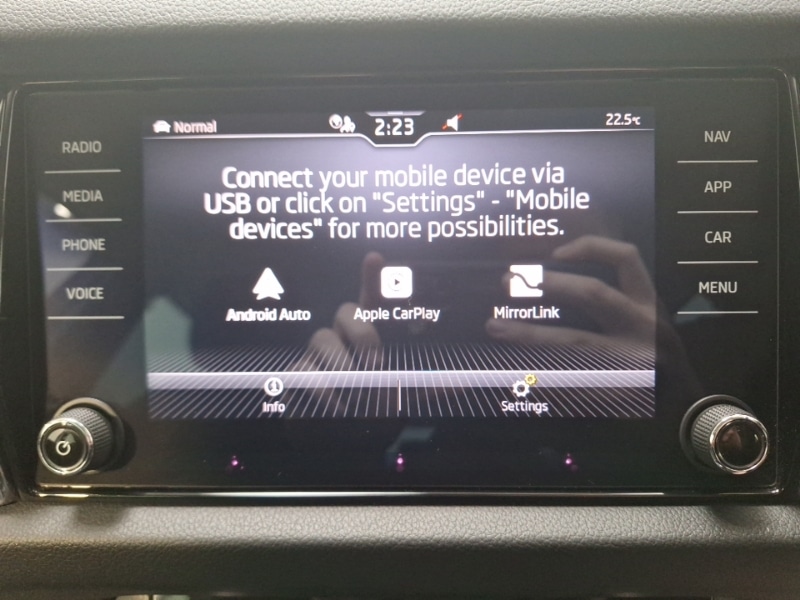 Normal 2:23 22.5°C
RADIO
MEDIA
PHONE
VOICE
Connect your mobile device via
USB or click on "Settings" - "Mobile
devices" for more possibilities.
Android Auto Apple CarPlay MirrorLink
Info Settings
NAV
APP
CAR
MENU